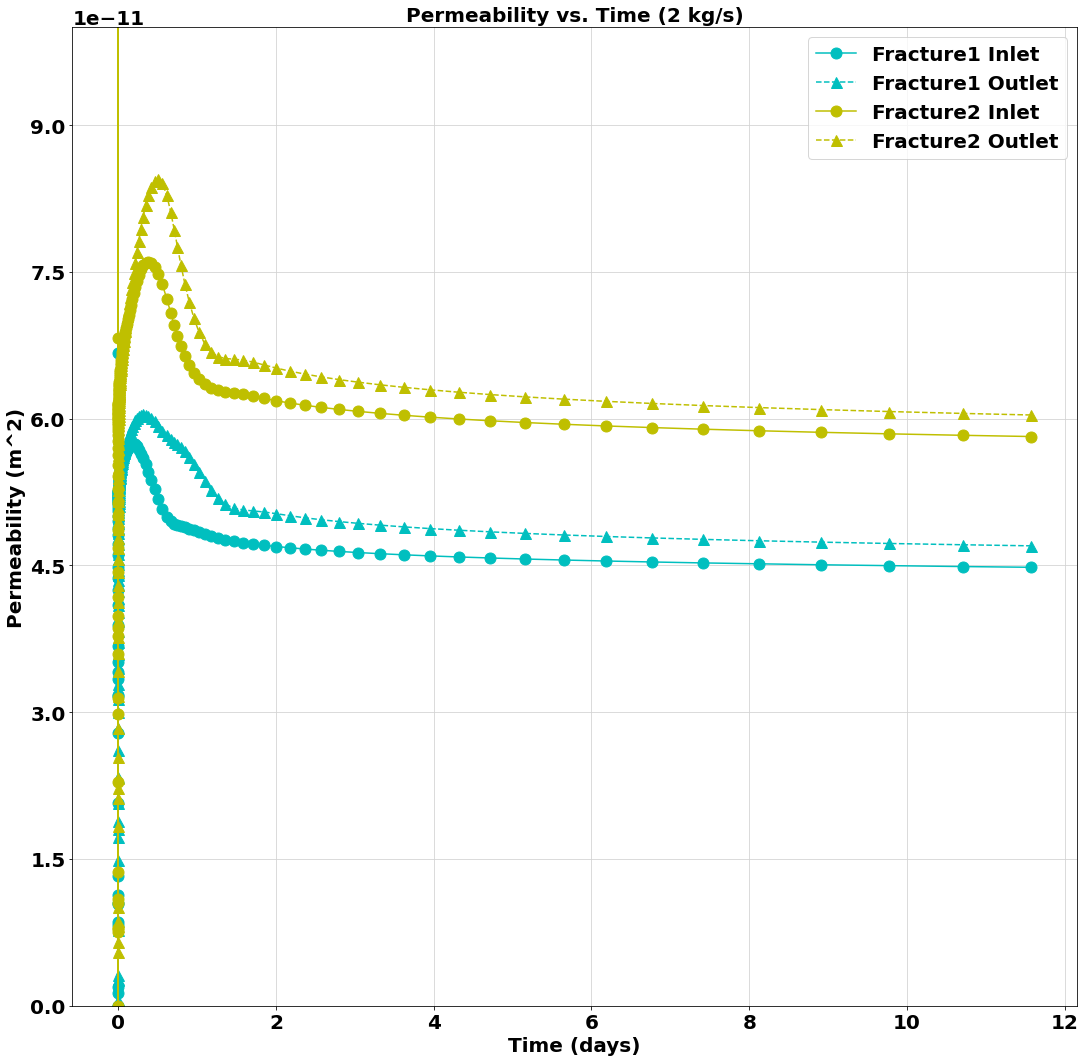 Permeability vs. Time (2 kg/s)
1e−11
Fracture1 Inlet
Fracture1 Outlet
Fracture2 Inlet
Fracture2 Outlet
9.0
7.5
6.0
4.5
3.0
1.5
0.0
Permeability (m^2)
0 2 4 6 8 10 12
Time (days)